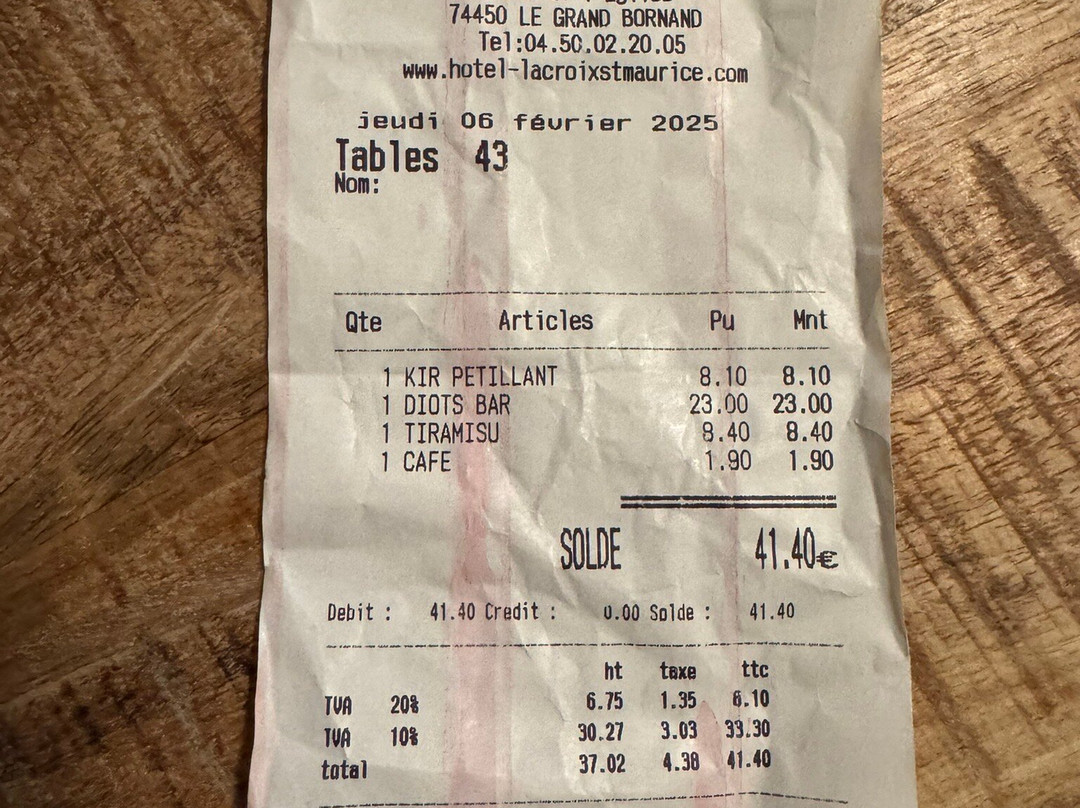 74450 LE GRAND BORNAND
Tel:04.50.02.20.05
www.hotel-lacroixstmaurice.com
jeudi 06 février 2025
Tables 43
Nom:
Qte Articles Pu Mnt
1 KIR PETILLANT 8.10 8.10
1 DIOTS BAR 23.00 23.00
1 TIRAMISU 8.40 8.40
1 CAFE 1.90 1.90
SOLDE 41.40€
Debit : 41.40 Credit : 0.00 Solde : 41.40
ht taxe ttc
TVA 20% 6.75 1.35 8.10
TVA 10% 30.27 3.03 33.30
total 37.02 4.38 41.40